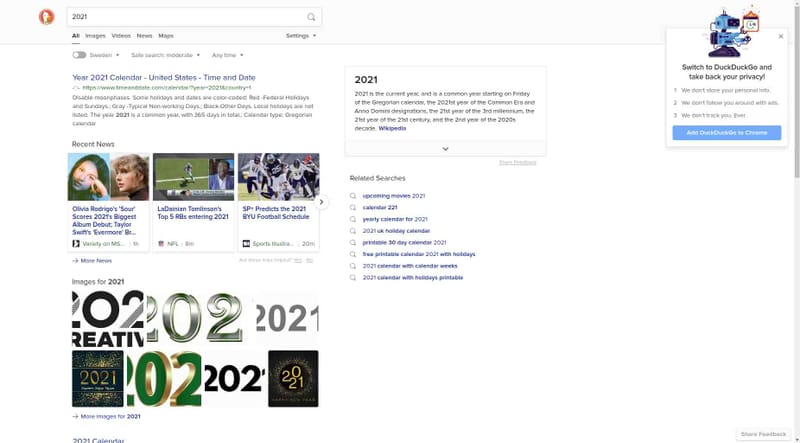 2021
All Images Videos News Maps Settings
Sweden Safe search: moderate Any time
Year 2021 Calendar - United States - Time and Date
https://www.timeanddate.com/calendar/?year=2021&country=1
Disable moonphases. Some holidays and dates are color-coded: Red -Federal Holidays
and Sundays.; Gray -Typical Non-working Days.; Black-Other Days. Local holidays are not
listed. The year 2021 is a common year, with 365 days in total.; Calendar type: Gregorian
calendar
Recent News
Olivia Rodrigo's 'Sour'
Scores 2021's Biggest
Album Debut; Taylor
Swift's 'Evermore' Br...
Variety on MS... 1h
LaDainian Tomlinson's
Top 5 RBs entering 2021
NFL 8m
SP+ Predicts the 2021
BYU Football Schedule
Sports Illustra... 20m
More News
Are these links helpful? Yes No
Images for 2021
202
CREATIV
202
2021
2021
202
202
2021
HAPPY NEW YEAR
More Images for 2021
2021 Calendar
2021
2021 is the current year, and is a common year starting on Friday
of the Gregorian calendar, the 2021st year of the Common Era and
Anno Domini designations, the 21st year of the 3rd millennium, the
21st year of the 21st century, and the 2nd year of the 2020s
decade. Wikipedia
Share Feedback
Related Searches
upcoming movies 2021
calendar 221
yearly calendar for 2021
2021 uk holiday calendar
printable 30 day calendar 2021
free printable calendar 2021 with holidays
2021 calendar with calendar weeks
2021 calendar with holidays printable
Switch to DuckDuckGo and
take back your privacy!
1 We don't store your personal info.
2 We don't follow you around with ads.
3 We don't track you. Ever.
Add DuckDuckGo to Chrome
Share Feedback